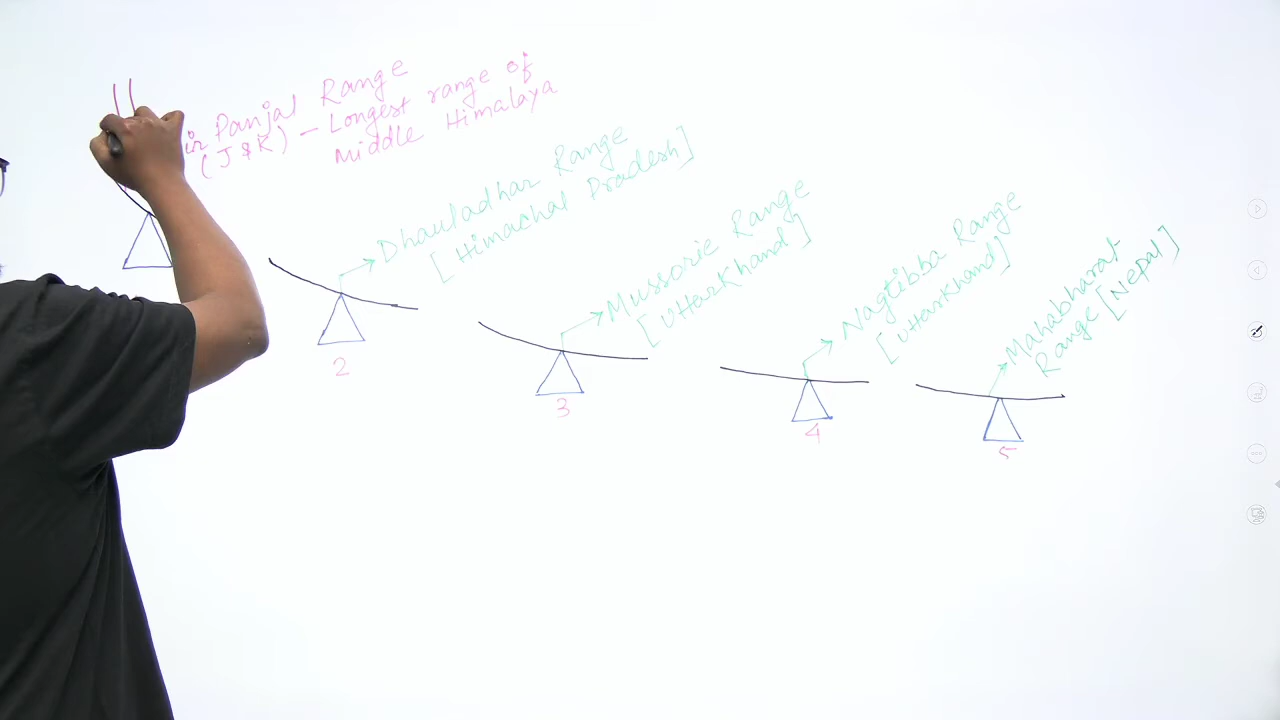 Panjal Range
(J&K) - Longest range of
Middle Himalaya
Dhauladhar Range
[Himachal Pradesh]
Mussorie Range
[Uttarkhand]
Nagtibba Range
[Uttarkhand]
Mahabharat
Range [Nepal]
2
3
4
5